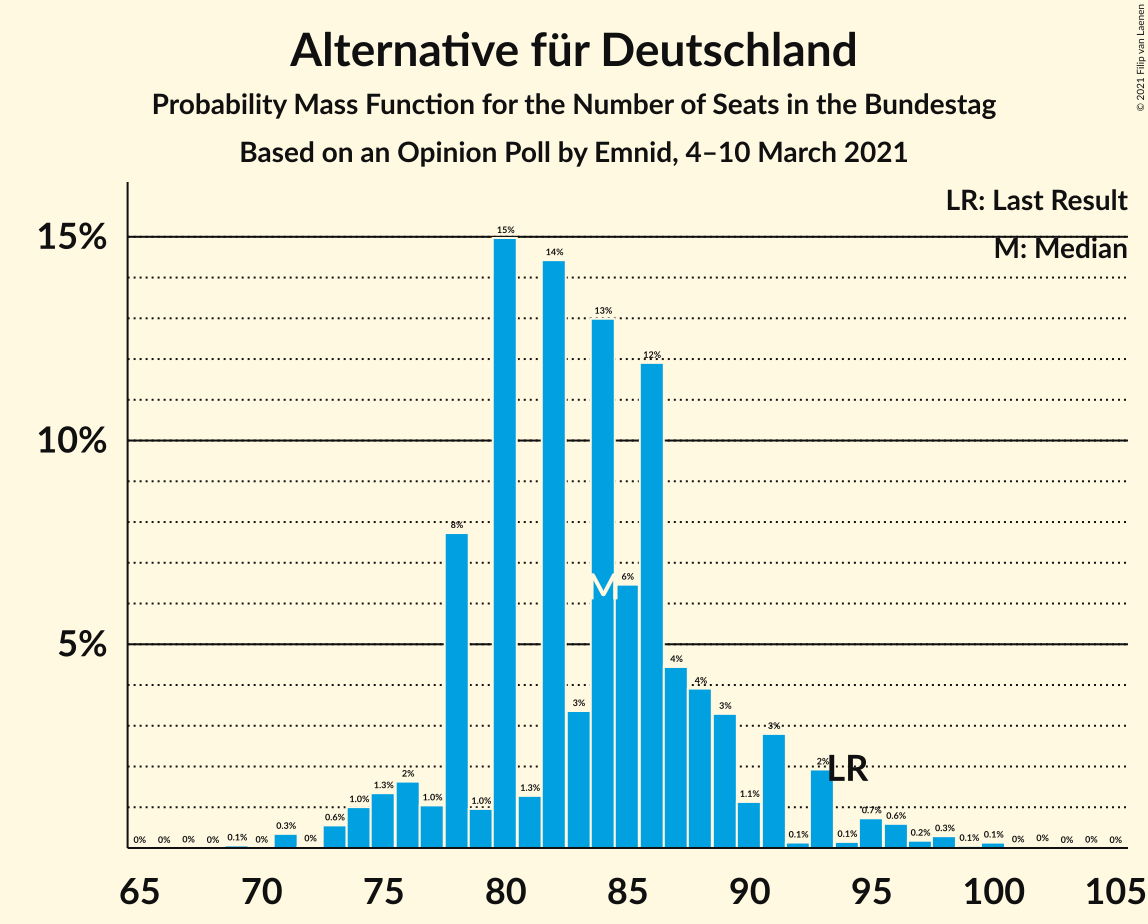 Alternative für Deutschland
Probability Mass Function for the Number of Seats in the Bundestag
Based on an Opinion Poll by Emnid, 4–10 March 2021
© 2021 Filip van Laenen
LR: Last Result
M: Median
15%
10%
5%
0% 0% 0% 0% 0.1% 0% 0.3% 0% 0.6% 1.0% 1.3% 2% 1.0% 8% 1.0% 15% 1.3% 14% 3% 13% 6% 12% 4% 4% 3% 1.1% 3% 0.1% 2% 0.1% 0.7% 0.6% 0.2% 0.3% 0.1% 0.1% 0% 0% 0% 0% 0%
M
LR
65 70 75 80 85 90 95 100 105